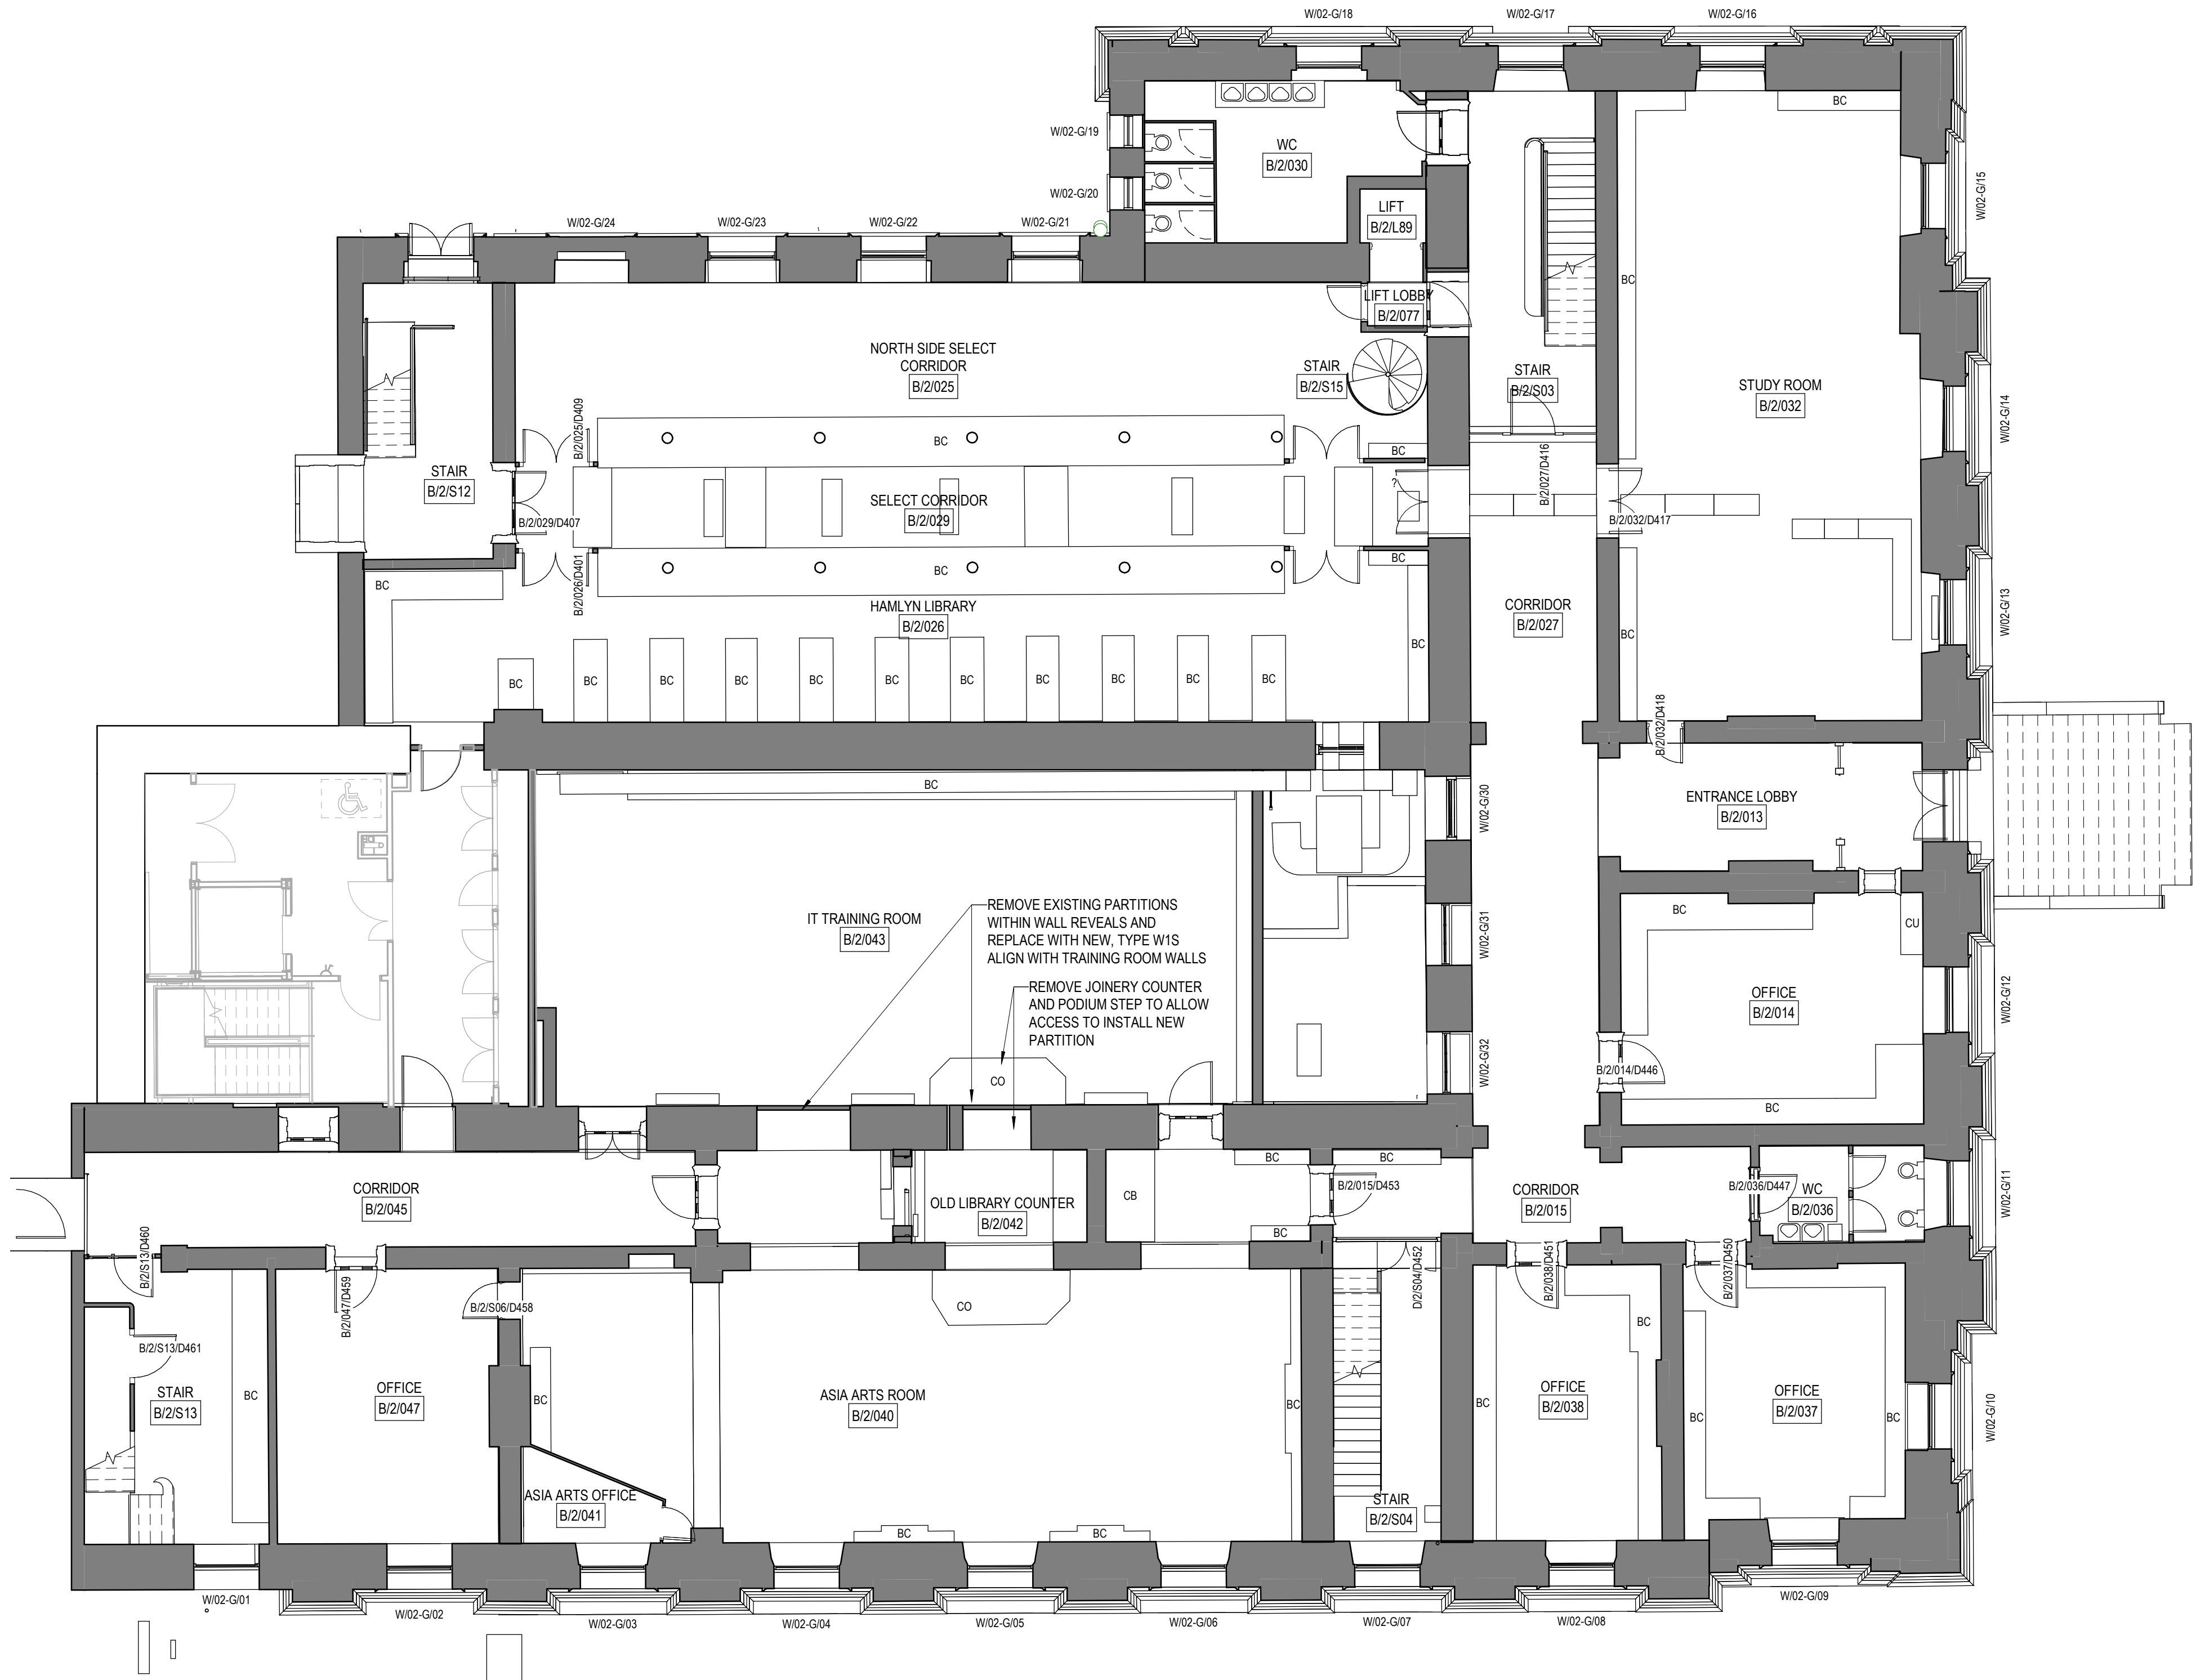 W/02-G/18
W/02-G/17
W/02-G/16
BC
W/02-G/19
WC
B/2/030
W/02-G/20
W/02-G/15
LIFT
B/2/L89
W/02-G/24
W/02-G/23
W/02-G/22
W/02-G/21
BC
LIFT LOBBY
B/2/077
NORTH SIDE SELECT
CORRIDOR
B/2/025
STAIR
B/2/S15
STAIR
B/2/S03
STUDY ROOM
B/2/032
W/02-G/14
B/2/025/D409
BC
BC
STAIR
B/2/S12
B/2/027/D416
SELECT CORRIDOR
B/2/029
?
B/2/029/D407
B/2/032/D417
B/2/026/D401
BC
BC
BC
W/02-G/13
HAMLYN LIBRARY
B/2/026
CORRIDOR
B/2/027
BC
BC
BC
BC
BC
BC
BC
BC
BC
BC
BC
BC
BC
B/2/032/D418
BC
W/02-G/30
ENTRANCE LOBBY
B/2/013
IT TRAINING ROOM
B/2/043
REMOVE EXISTING PARTITIONS
WITHIN WALL REVEALS AND
REPLACE WITH NEW, TYPE W1S
ALIGN WITH TRAINING ROOM WALLS
W/02-G/31
BC
CU
REMOVE JOINERY COUNTER
AND PODIUM STEP TO ALLOW
ACCESS TO INSTALL NEW
PARTITION
OFFICE
B/2/014
W/02-G/12
W/02-G/32
CO
B/2/014/D446
BC
BC
BC
CORRIDOR
B/2/045
OLD LIBRARY COUNTER
B/2/042
CB
B/2/015/D453
CORRIDOR
B/2/015
B/2/036/D447
WC
B/2/036
W/02-G/11
BC
B/2/S13/D460
B/2/047/D459
B/2/S06/D458
CO
D/2/S04/D452
B/2/038/D451
B/2/037/D450
B/2/S13/D461
BC
STAIR
B/2/S13
BC
OFFICE
B/2/047
BC
ASIA ARTS ROOM
B/2/040
BC
BC
OFFICE
B/2/038
BC
OFFICE
B/2/037
BC
W/02-G/10
ASIA ARTS OFFICE
B/2/041
BC
BC
STAIR
B/2/S04
W/02-G/01
W/02-G/02
W/02-G/03
W/02-G/04
W/02-G/05
W/02-G/06
W/02-G/07
W/02-G/08
W/02-G/09